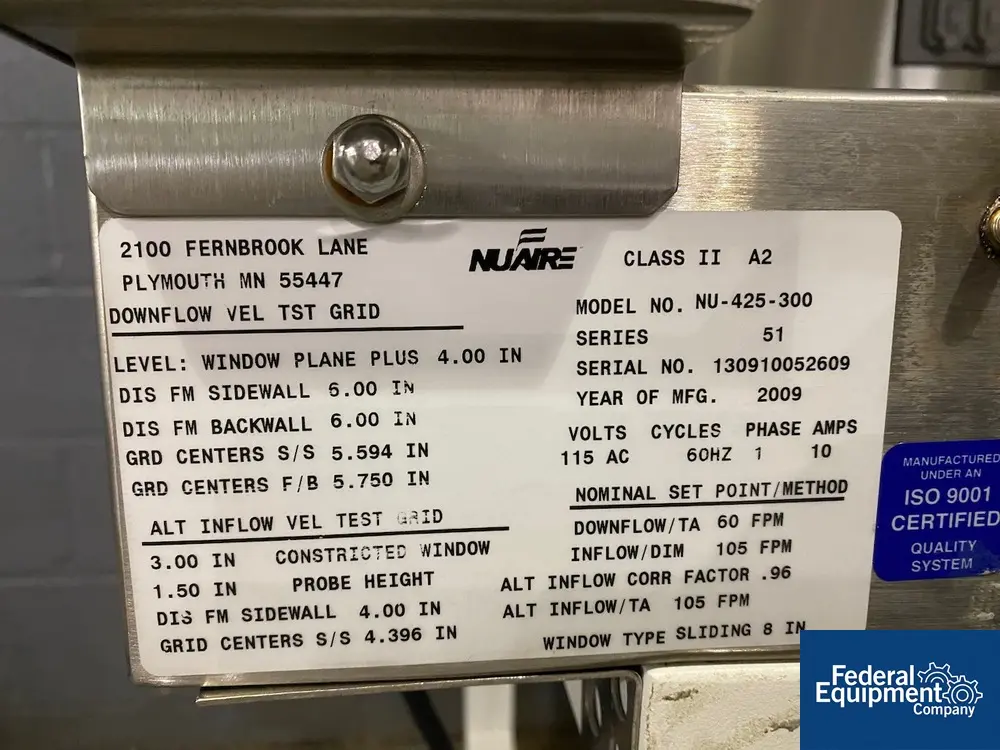 2100 FERNBROOK LANE
PLYMOUTH MN 55447
DOWNFLOW VEL TST GRID
LEVEL: WINDOW PLANE PLUS 4.00 IN
DIS FM SIDEWALL 6.00 IN
DIS FM BACKWALL 6.00 IN
GRD CENTERS S/S 5.594 IN
GRD CENTERS F/B 5.750 IN
ALT INFLOW VEL TEST GRID
3.00 IN CONSTRICTED WINDOW
1.50 IN PROBE HEIGHT
DIS FM SIDEWALL 4.00 IN
GRID CENTERS S/S 4.396 IN
NUAIRE
CLASS II A2
MODEL NO. NU-425-300
SERIES 51
SERIAL NO. 130910052609
YEAR OF MFG. 2009
VOLTS CYCLES PHASE AMPS
115 AC 60HZ 1 10
NOMINAL SET POINT/METHOD
DOWNFLOW/TA 60 FPM
INFLOW/DIM 105 FPM
ALT INFLOW CORR FACTOR .96
ALT INFLOW/TA 105 FPM
WINDOW TYPE SLIDING 8 IN
MANUFACTURED
UNDER AN
ISO 9001
CERTIFIED
QUALITY
SYSTEM
Federal
Equipment
Company